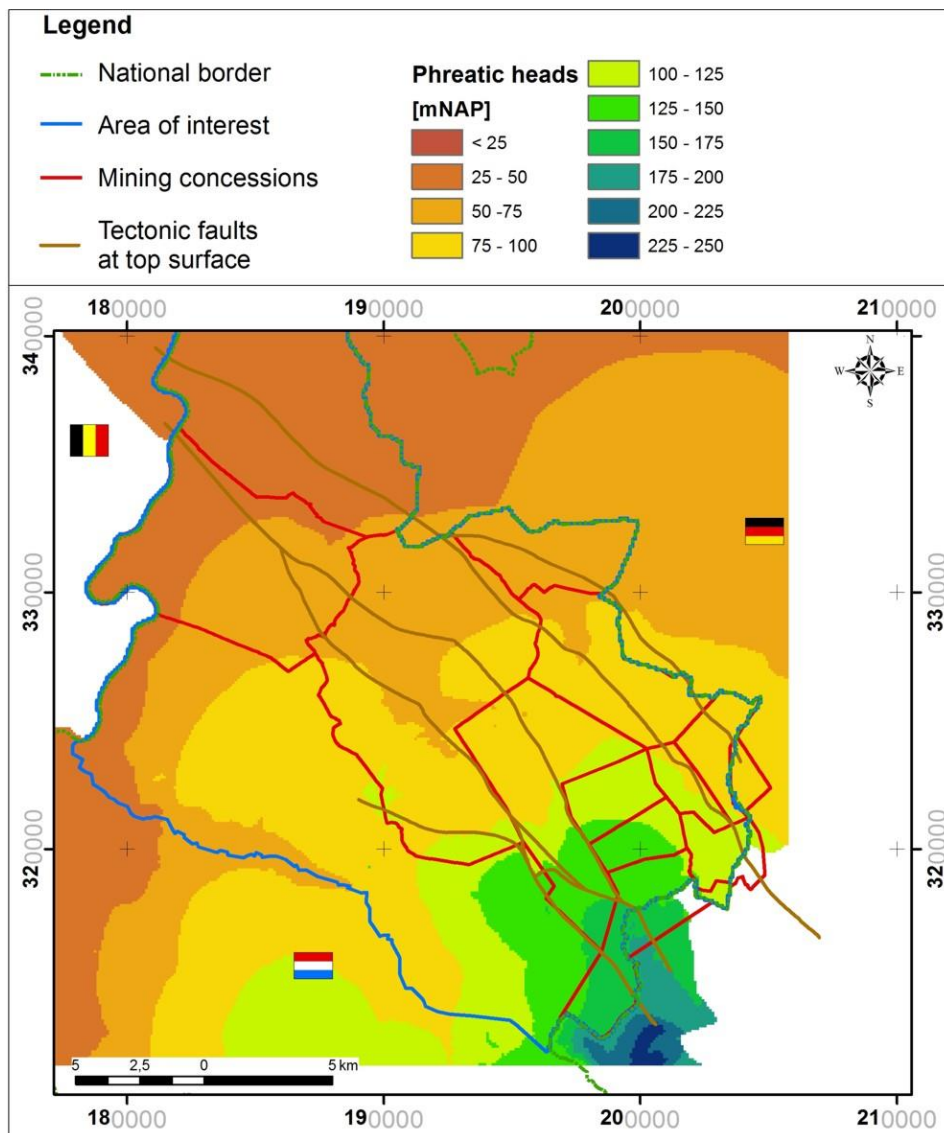 Legend
National border
Area of interest
Mining concessions
Tectonic faults
at top surface
Phreatic heads
[mNAP]
< 25
25 - 50
50 -75
75 - 100
100 - 125
125 - 150
150 - 175
175 - 200
200 - 225
225 - 250
180000 190000 200000 210000
340000 340000
N
W E
S
330000 330000
320000 320000
5 2,5 0 5 km
180000 190000 200000 210000